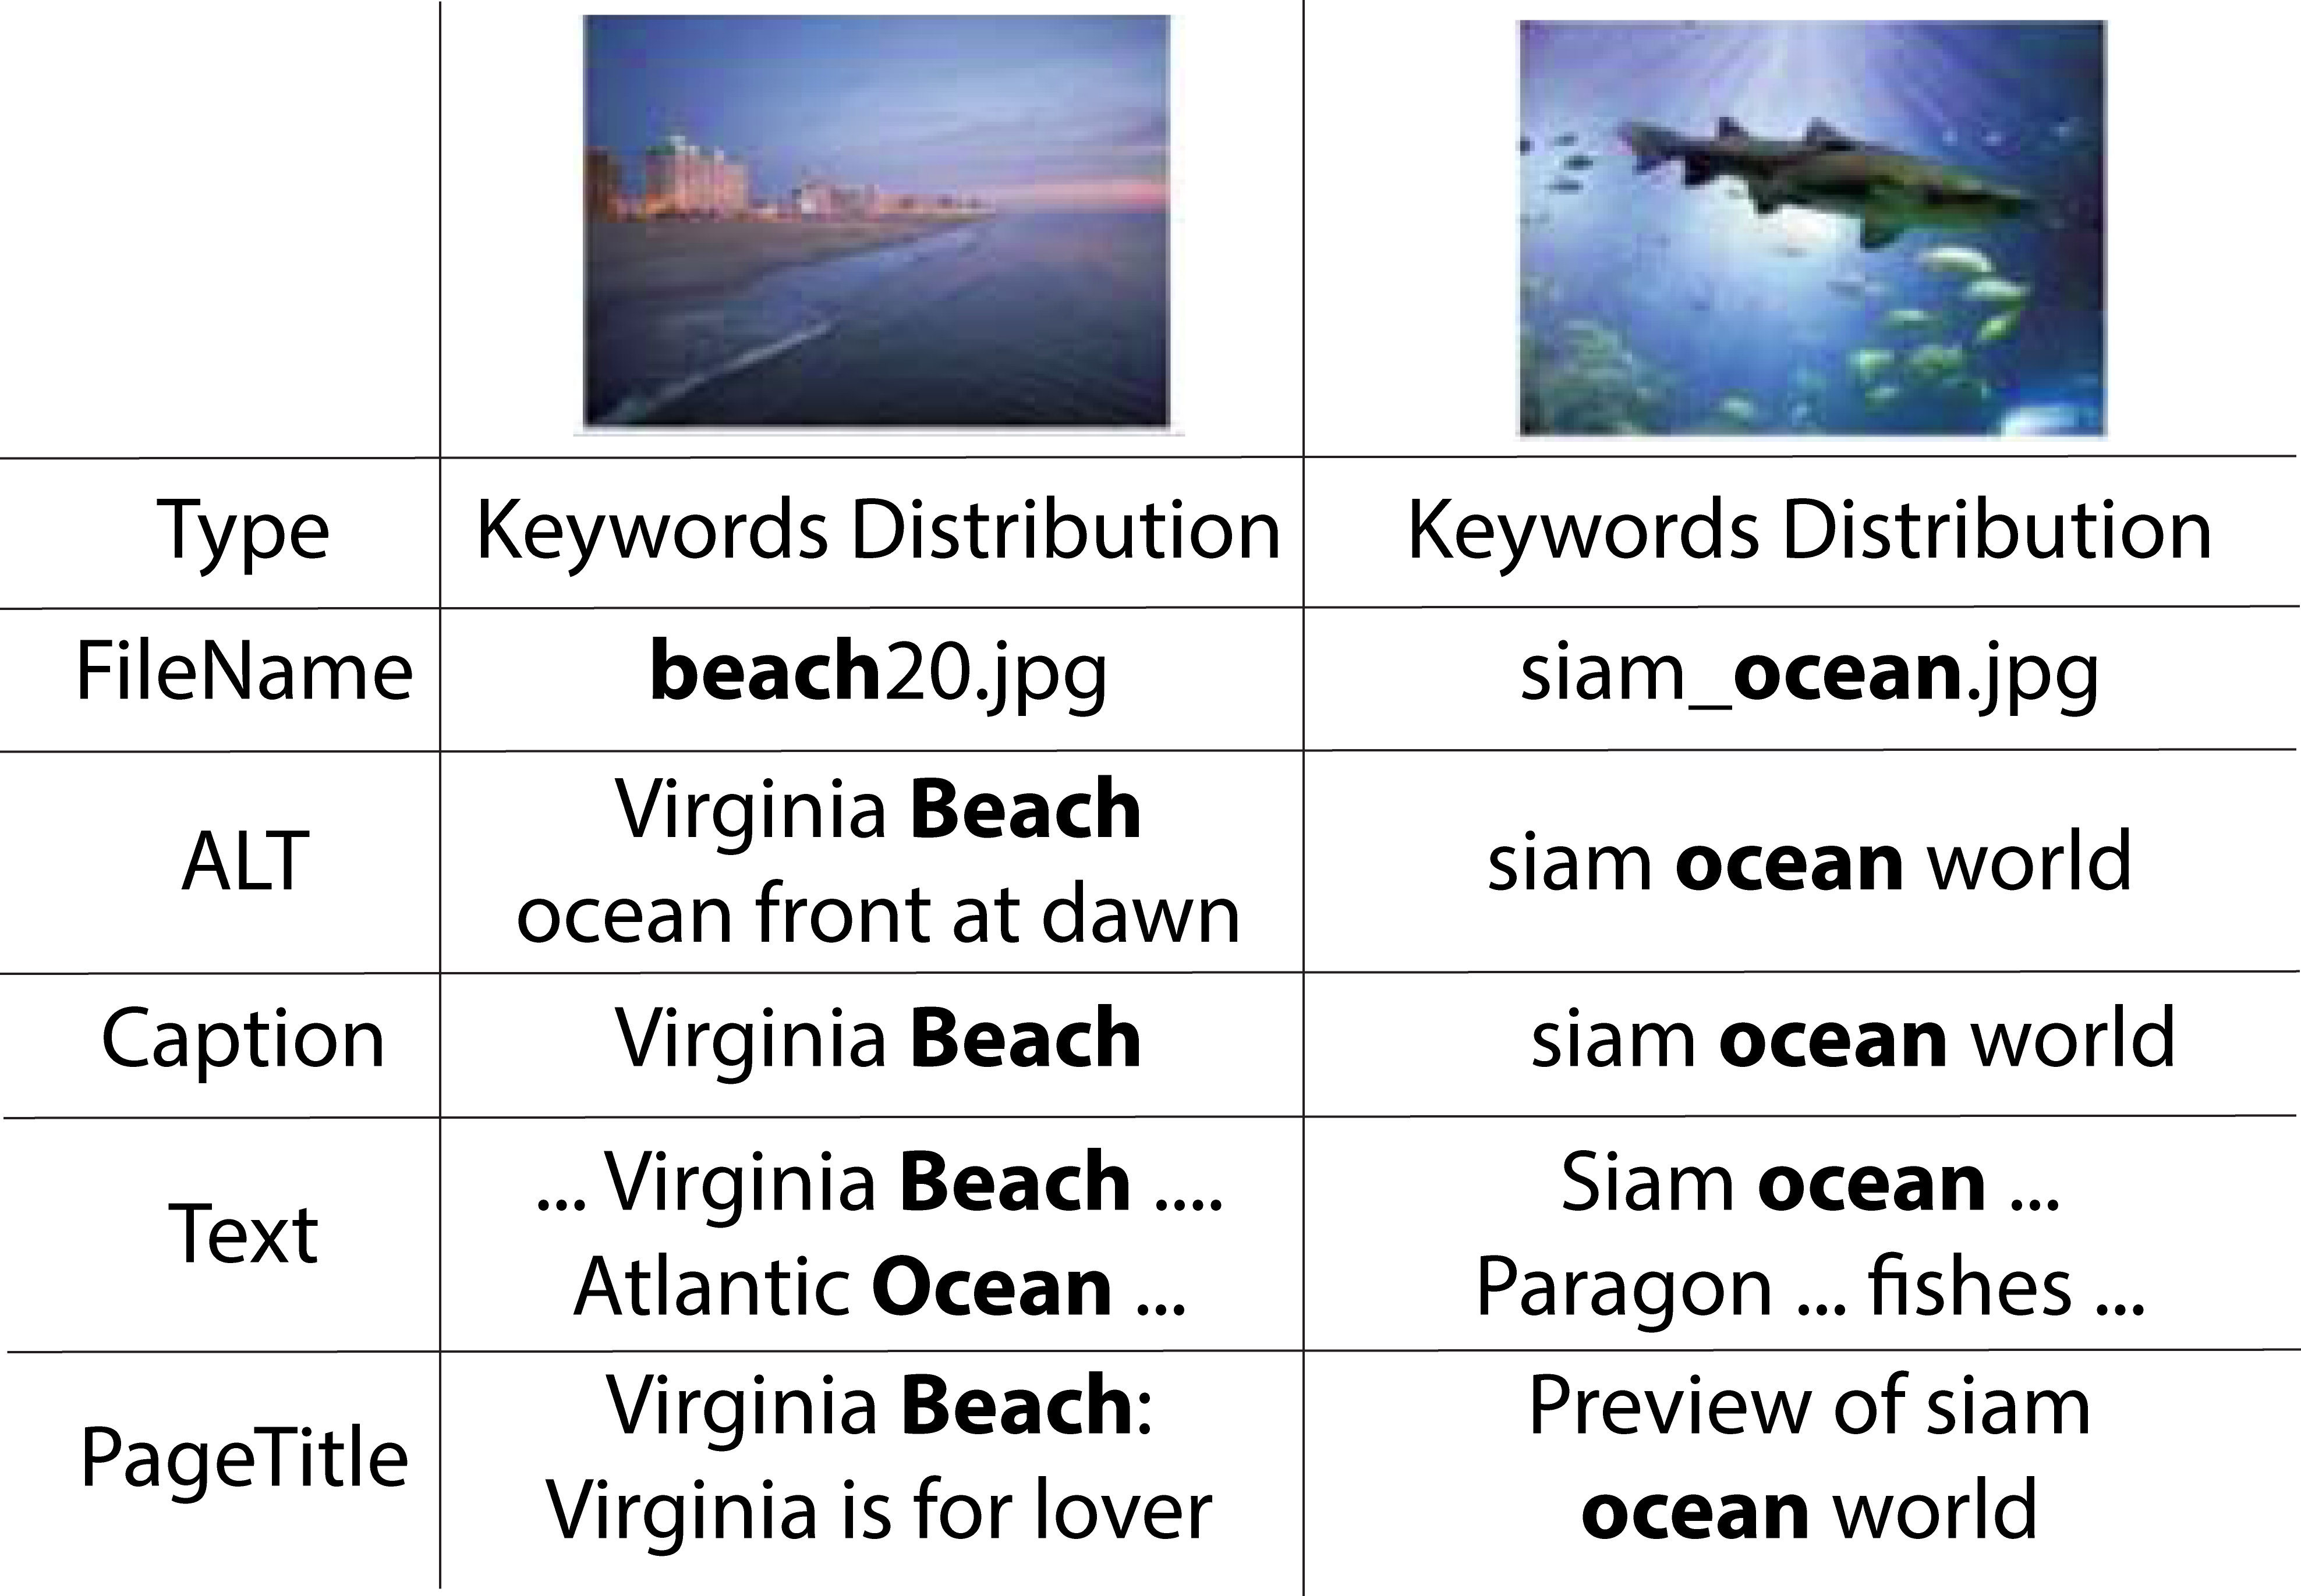 Type Keywords Distribution Keywords Distribution
FileName beach20.jpg siam_ocean.jpg
ALT
Virginia Beach
ocean front at dawn
siam ocean world
Caption Virginia Beach siam ocean world
Text
... Virginia Beach ....
Atlantic Ocean ...
Siam ocean ...
Paragon ... fishes ...
PageTitle
Virginia Beach:
Virginia is for lover
Preview of siam
ocean world